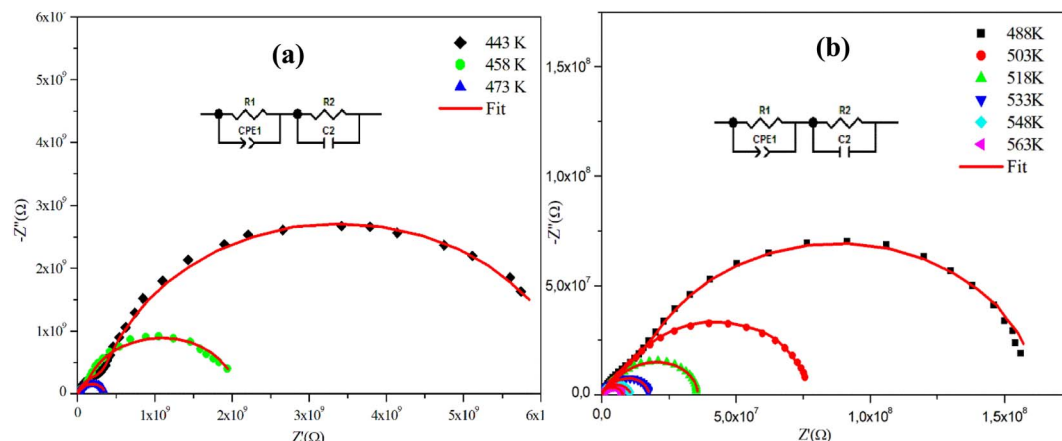 (a)
443 K
458 K
473 K
Fit
R1
R2
CPE1
C2
6x10⁹
5x10⁹
4x10⁹
3x10⁹
2x10⁹
1x10⁹
0
-Z"(Ω)
0
1x10⁹
2x10⁹
3x10⁹
4x10⁹
5x10⁹
6x1
Z'(Ω)
(b)
488K
503K
518K
533K
548K
563K
Fit
R1
R2
CPE1
C2
1,5x10⁸
1,0x10⁸
5,0x10⁷
0,0
-Z"(Ω)
0,0
5,0x10⁷
1,0x10⁸
1,5x10⁸
Z'(Ω)